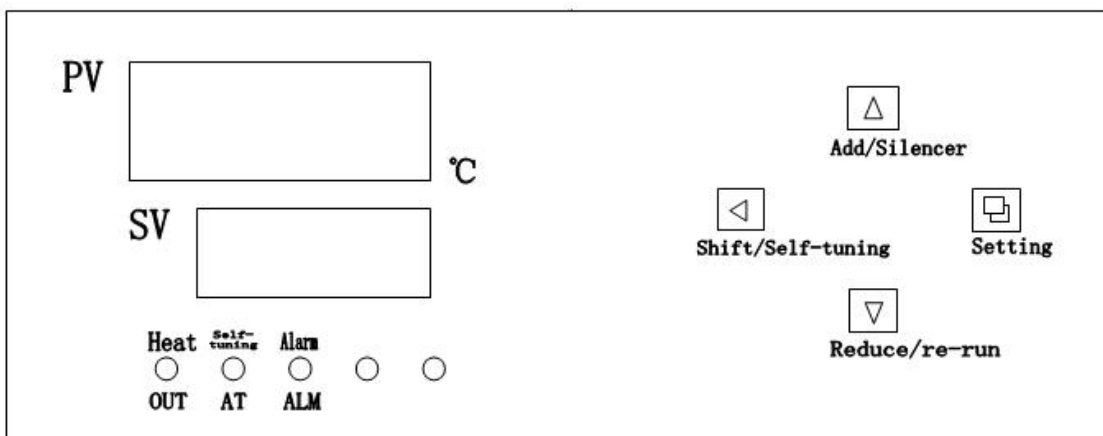 PV
℃
SV
Heat Self-tuning Alarm
OUT AT ALM
Add/Silencer
Shift/Self-tuning Setting
Reduce/re-run